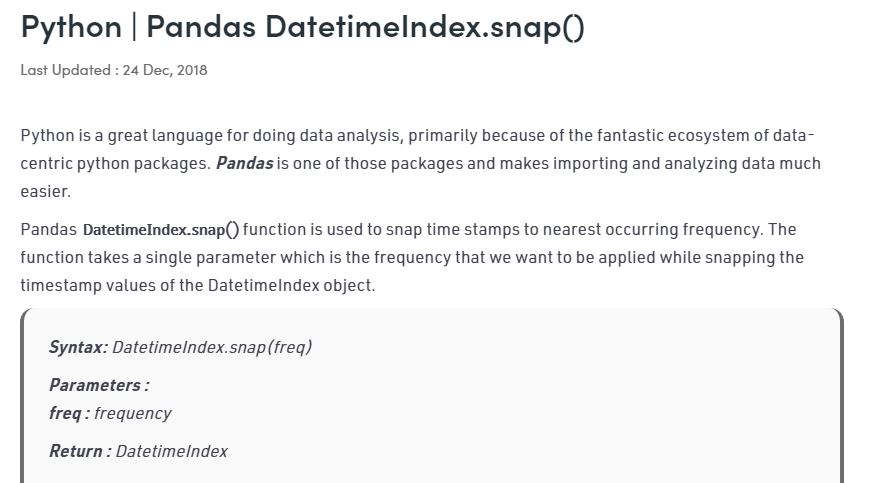 Python | Pandas DatetimeIndex.snap()
Last Updated : 24 Dec, 2018
Python is a great language for doing data analysis, primarily because of the fantastic ecosystem of data-
centric python packages. Pandas is one of those packages and makes importing and analyzing data much
easier.
Pandas DatetimeIndex.snap() function is used to snap time stamps to nearest occurring frequency. The
function takes a single parameter which is the frequency that we want to be applied while snapping the
timestamp values of the DatetimeIndex object.
Syntax: DatetimeIndex.snap(freq)
Parameters :
freq : frequency
Return : DatetimeIndex